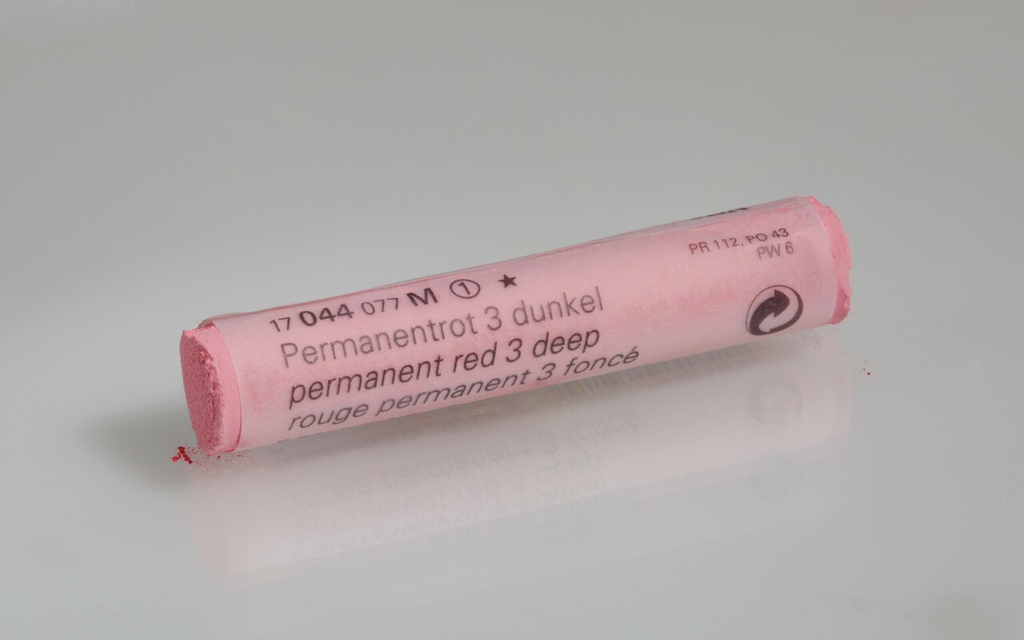 17 044 077 M ① ★
Permanentrot 3 dunkel
permanent red 3 deep
rouge permanent 3 foncé
PR 112, PO 43
PW 6